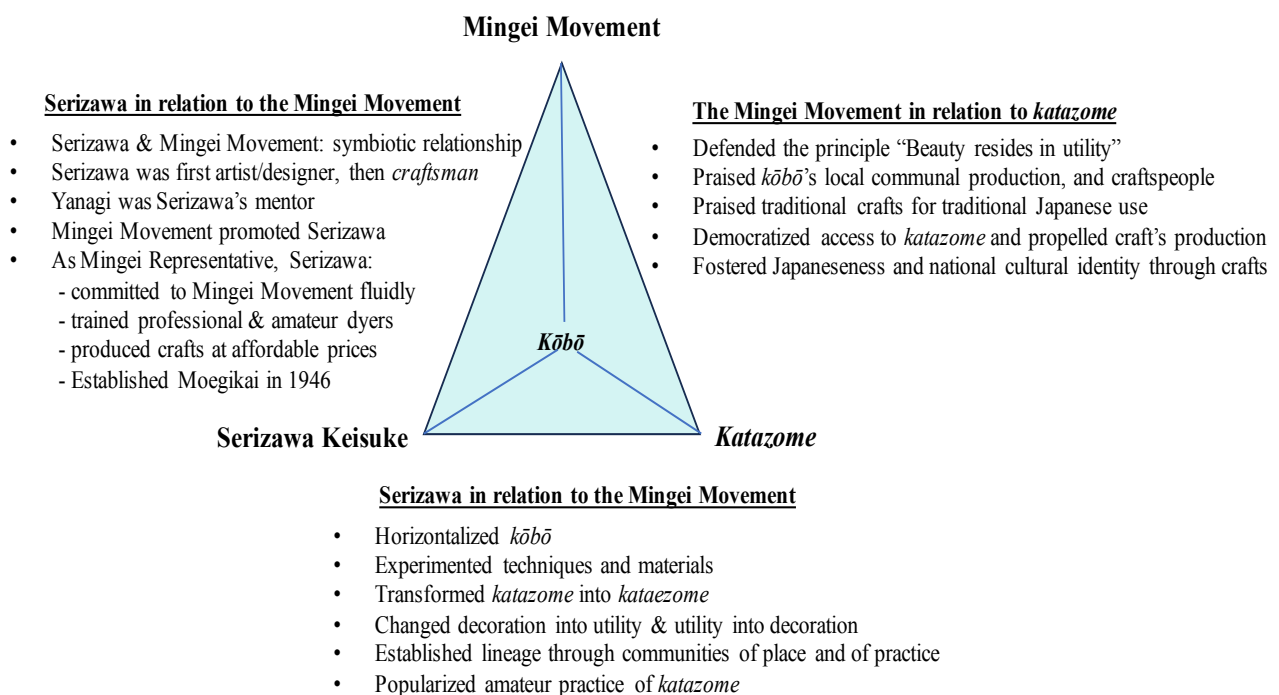 Mingei Movement
Serizawa in relation to the Mingei Movement
• Serizawa & Mingei Movement: symbiotic relationship
• Serizawa was first artist/designer, then craftsman
• Yanagi was Serizawa’s mentor
• Mingei Movement promoted Serizawa
• As Mingei Representative, Serizawa:
- committed to Mingei Movement fluidly
- trained professional & amateur dyers
- produced crafts at affordable prices
- Established Moegikai in 1946
The Mingei Movement in relation to katazome
• Defended the principle “Beauty resides in utility”
• Praised kōbō’s local communal production, and craftspeople
• Praised traditional crafts for traditional Japanese use
• Democratized access to katazome and propelled craft’s production
• Fostered Japaneseness and national cultural identity through crafts
Kōbō
Serizawa Keisuke
Katazome
Serizawa in relation to the Mingei Movement
• Horizontalized kōbō
• Experimented techniques and materials
• Transformed katazome into kataezome
• Changed decoration into utility & utility into decoration
• Established lineage through communities of place and of practice
• Popularized amateur practice of katazome